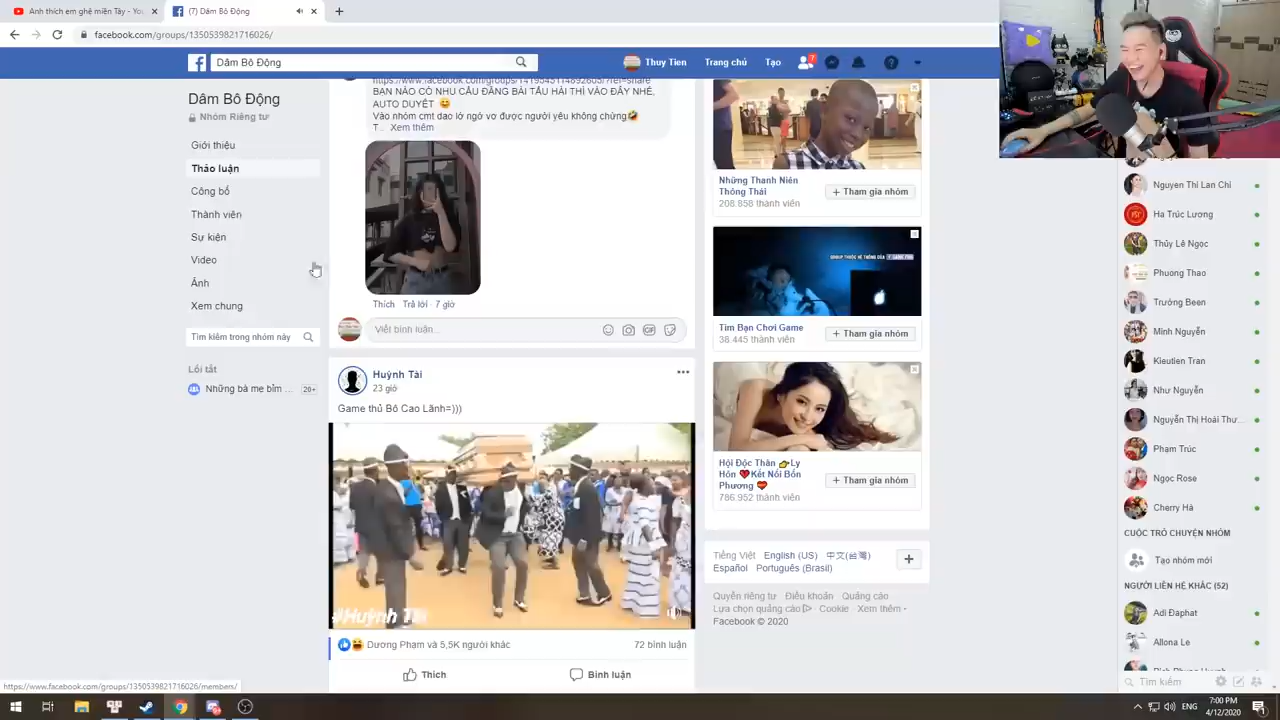 Anh thích em ghê miền Tây - Yo
(7) Dâm Bô Động
facebook.com/groups/1350539821716026/
Dâm Bô Động
Thuy Tien
Trang chủ
Tạo
Dâm Bô Động
Nhóm Riêng tư
Giới thiệu
Thảo luận
Công bố
Thành viên
Sự kiện
Video
Ảnh
Xem chung
Tìm kiếm trong nhóm này
Lối tắt
Những bà mẹ bỉm ...
20+
BẠN NÀO CÓ NHU CẦU ĐĂNG BÀI TẤU HÀI THÌ VÀO ĐÂY NHÉ,
AUTO DUYỆT
Vào nhóm cmt dao lờ ngờ vợ được người yêu không chừng
T... Xem thêm
Thích Trả lời · 7 giờ
Viết bình luận...
Huỳnh Tài
23 giờ
Game thủ Bô Cao Lãnh=)))
#Huỳnh Tài
Dương Phạm và 5,5K người khác
72 bình luận
Thích
Bình luận
Những Thanh Niên
Thông Thái
208.858 thành viên
+ Tham gia nhóm
Tìm Bạn Chơi Game
38.445 thành viên
+ Tham gia nhóm
Hội Độc Thân 👉Ly
Hôn ❤Kết Nối Bốn
Phương
786.952 thành viên
+ Tham gia nhóm
Tiếng Việt English (US) 中文(台灣)
Español Português (Brasil)
Quyền riêng tư Điều khoản Quảng cáo
Lựa chọn quảng cáo Cookie Xem thêm
Facebook © 2020
Nguyen Thi Lan Chi
Ha Trúc Lương
Thủy Lê Ngọc
Phuong Thao
Trường Been
Minh Nguyễn
Kieutien Tran
Như Nguyễn
Nguyễn Thị Hoài Thư...
Phạm Trúc
Ngọc Rose
Cherry Hà
CUỘC TRÒ CHUYỆN NHÓM
Tạo nhóm mới
NGƯỜI LIÊN HỆ KHÁC (52)
Adi Đaphat
Allona Le
Tìm kiếm
https://www.facebook.com/groups/1350539821716026/members/
ENG
7:00 PM
4/12/2020